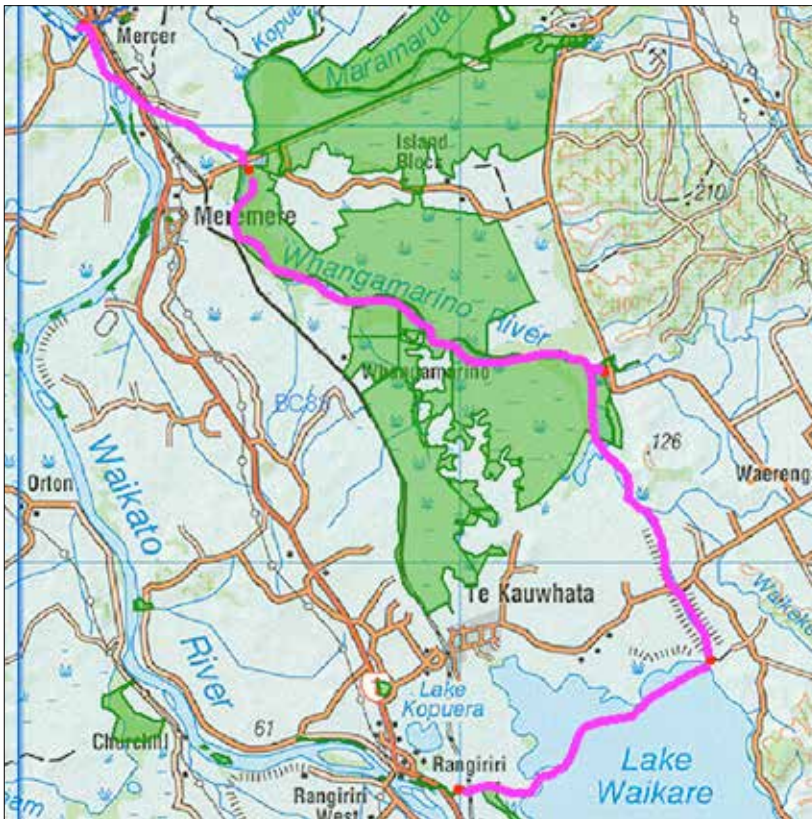 Mercer
Kopuera
Maramarua
Island
Block
210
Meremere
Whangamarino River
Whangamarino
126
Waerenga
Orton
Waikato
River
Te Kauwhata
Lake
Kopuera
Churchill
61
Rangiriri
Rangiriri
West
Lake
Waikare